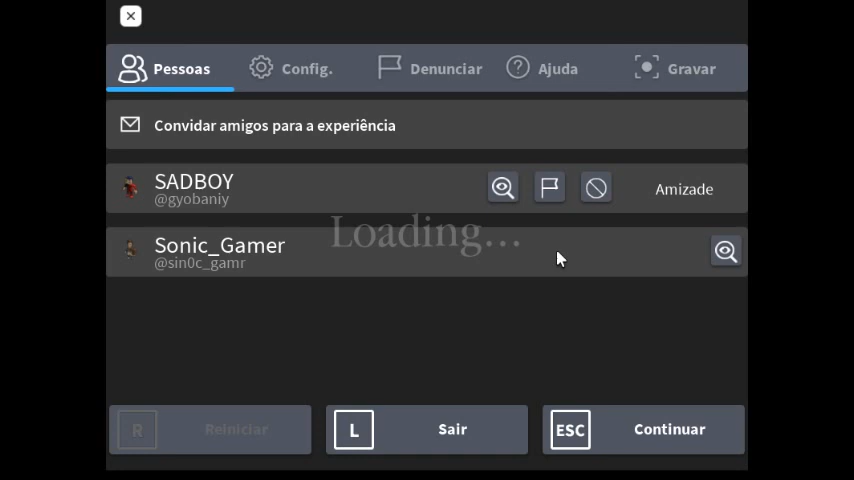 Pessoas Config. Denunciar Ajuda Gravar
Convidar amigos para a experiência
SADBOY
@gyobaniy
Amizade
Loading...
Sonic_Gamer
@sin0c_gamr
R Reiniciar L Sair ESC Continuar